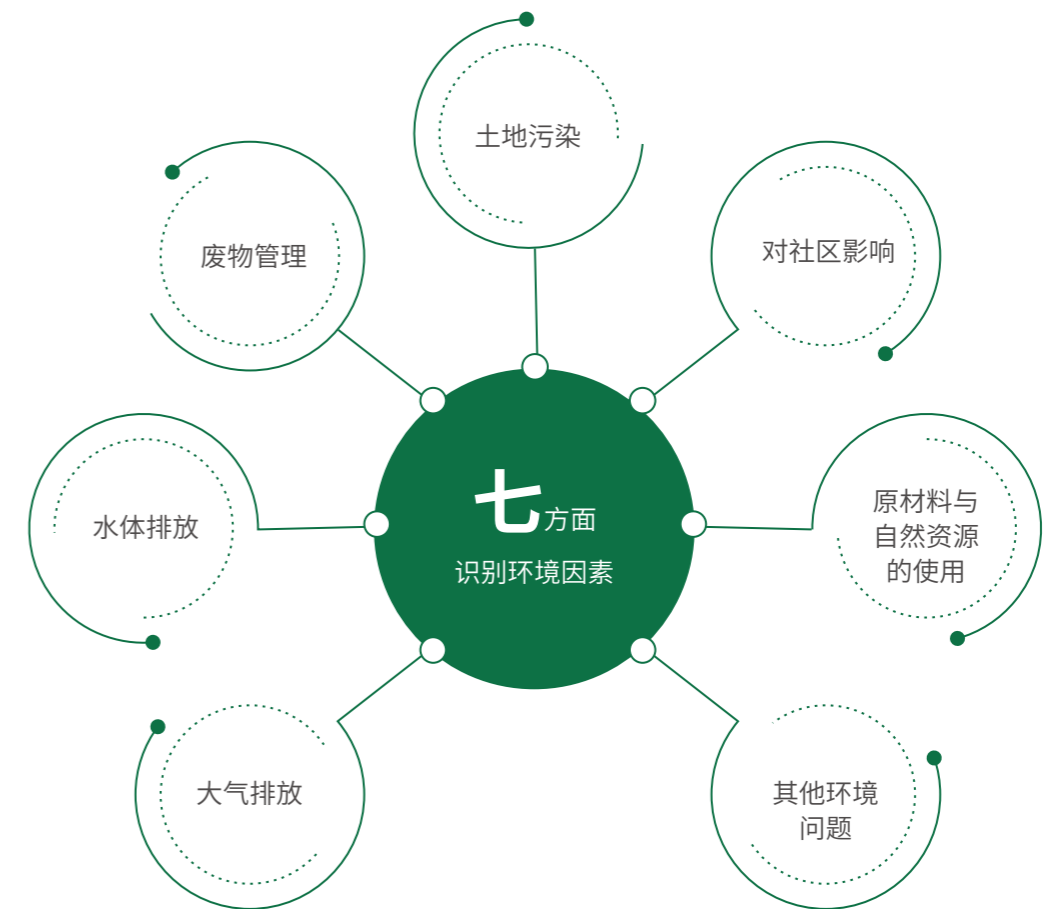 土地污染
废物管理
对社区影响
水体排放
七方面
识别环境因素
原材料与
自然资源
的使用
大气排放
其他环境
问题